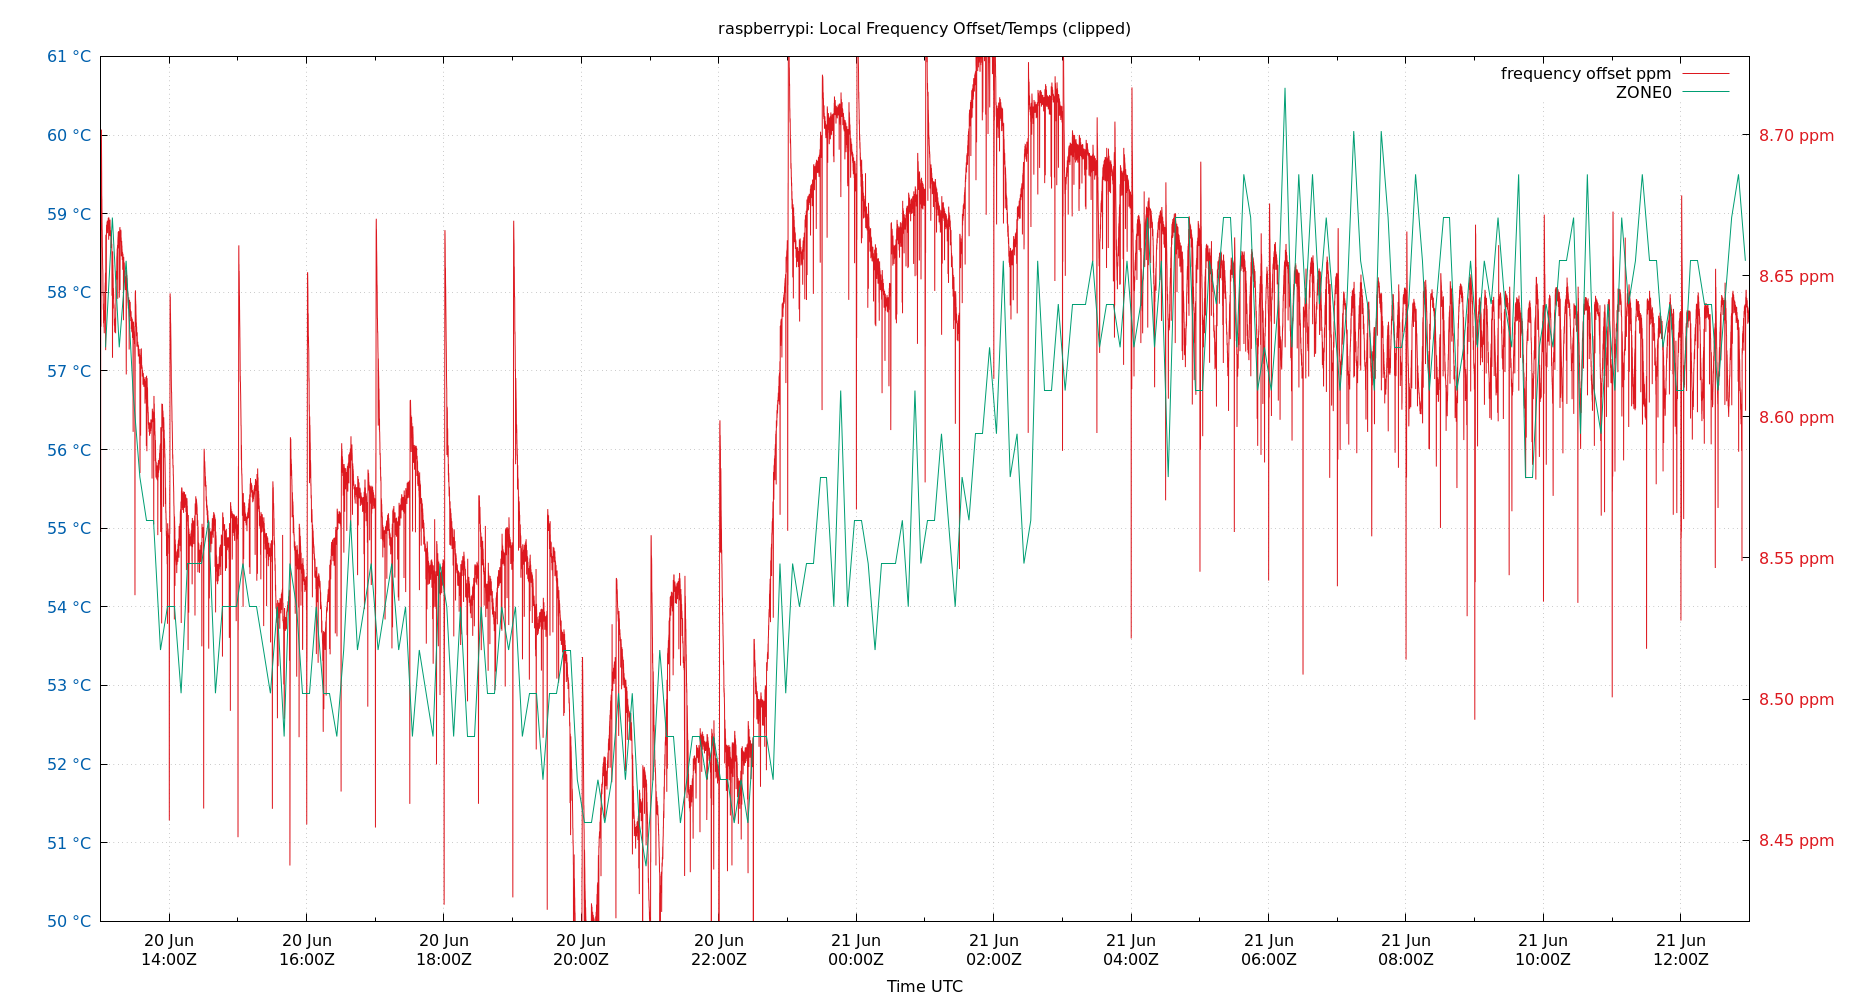 raspberrypi: Local Frequency Offset/Temps (clipped)
frequency offset ppm
ZONE0
61 °C
60 °C
59 °C
58 °C
57 °C
56 °C
55 °C
54 °C
53 °C
52 °C
51 °C
50 °C
8.70 ppm
8.65 ppm
8.60 ppm
8.55 ppm
8.50 ppm
8.45 ppm
20 Jun
14:00Z
20 Jun
16:00Z
20 Jun
18:00Z
20 Jun
20:00Z
20 Jun
22:00Z
21 Jun
00:00Z
21 Jun
02:00Z
21 Jun
04:00Z
21 Jun
06:00Z
21 Jun
08:00Z
21 Jun
10:00Z
21 Jun
12:00Z
Time UTC